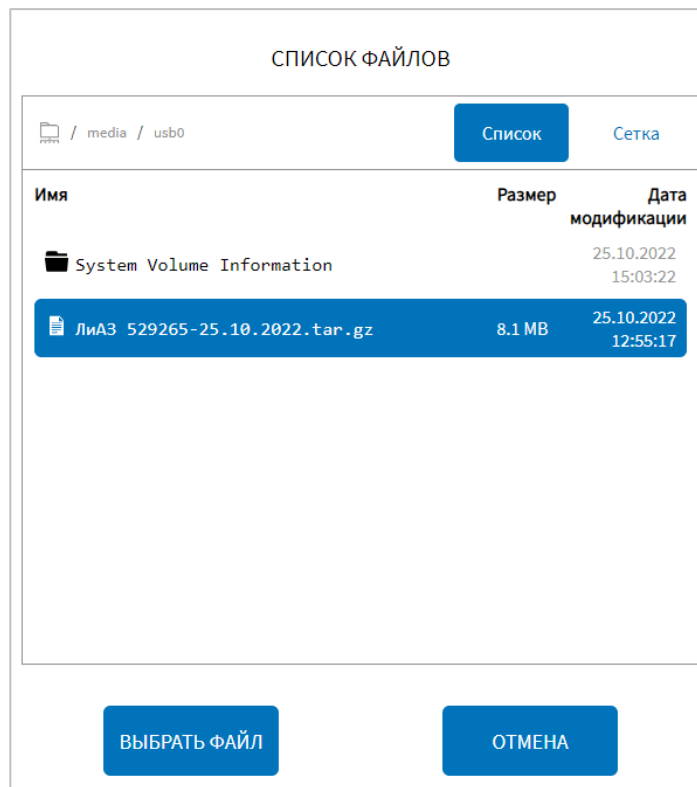 СПИСОК ФАЙЛОВ
/ media / usb0
Список
Сетка
Имя
Размер
Дата
модификации
System Volume Information
25.10.2022
15:03:22
ЛиАЗ 529265-25.10.2022.tar.gz
8.1 MB
25.10.2022
12:55:17
ВЫБРАТЬ ФАЙЛ
ОТМЕНА